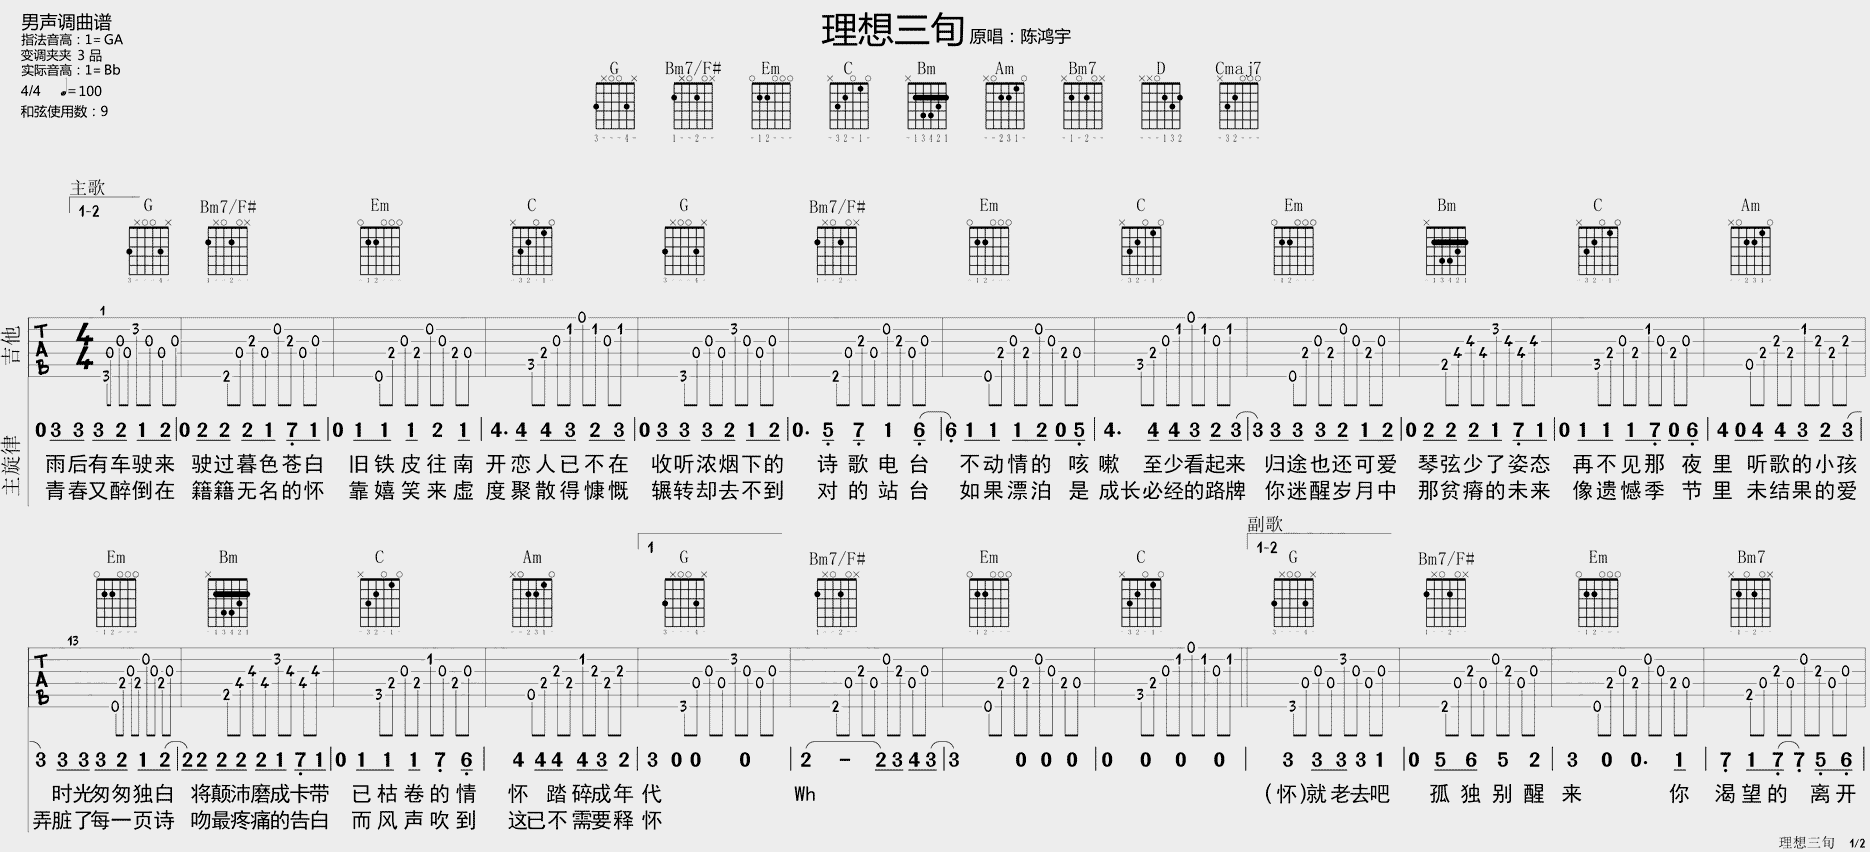 男声调曲谱
指法音高：1=GA
变调夹夹 3 品
实际音高：1=Bb
4/4 ♩=100
和弦使用数：9
理想三旬 原唱：陈鸿宇
G Bm7/F# Em C Bm Am Bm7 D Cmaj7
主歌
1-2
G Bm7/F# Em C G Bm7/F# Em C Em Bm C Am
吉他
TAB
4/4
1
主旋律
033 3 2 1 2|0 2 2 2 1 7 1|0 1 1 1 2 1|4. 4 4 3 2 3|033 3 2 1 2|0. 5 7 1 6|6 1 1 1 2 0 5|4. 4 4 3 2 3|3 3 3 3 2 1 2|0 2 2 2 1 7 1|0 1 1 1 7 0 6|4 0 4 4 3 2 3
雨后有车驶来 驶过暮色苍白 旧铁皮往南 开恋人已不在 收听浓烟下的 诗歌电台 不动情的 咳嗽 至少看起来 归途也还可爱 琴弦少了姿态 再不见那 夜里 听歌的小孩
青春又醉倒在 籍籍无名的怀 靠嬉笑来虚 度聚散得慷慨 辗转却去不到 对的站台 如果漂泊 是成长必经的路牌 你迷醒岁月中 那贫瘠的未来 像遗憾季 节里 未结果的爱
1
副歌
1-2
Em Bm C Am G Bm7/F# Em C G Bm7/F# Em Bm7
13
TAB
3 3 3 3 2 1 2|2 2 2 2 2 1 7 1|0 1 1 1 7 6|4 4 4 4 3 2|3 0 0 0|2 - 2 3 4 3|3 0 0 0|0 0 0 0|3 3 3 3 1|0 5 6 5 2|3 0 0. 1|7 1 7 7 5 6
时光匆匆独白 将颠沛磨成卡带 已枯卷的情 怀 踏碎成年代 Wh (怀)就老去吧 孤独别醒来 你 渴望的 离开
弄脏了每一页诗 吻最疼痛的告白 而风声吹到 这已不需要释怀
理想三旬 1/2